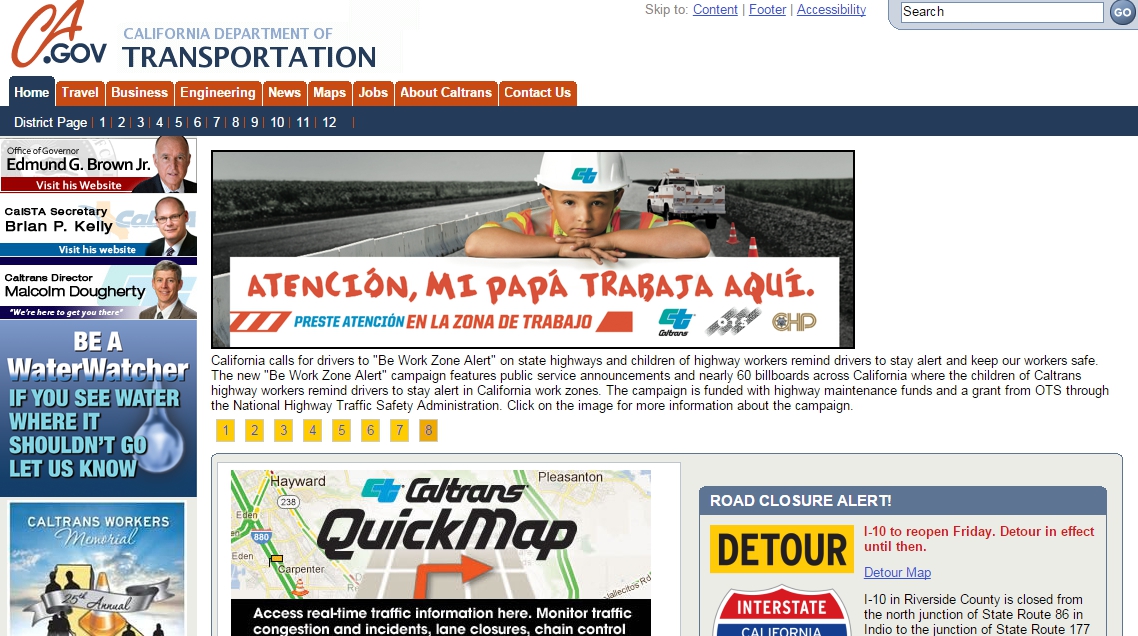 Skip to: Content | Footer | Accessibility
Search
GO
CA
.GOV
CALIFORNIA DEPARTMENT OF
TRANSPORTATION
Home
Travel
Business
Engineering
News
Maps
Jobs
About Caltrans
Contact Us
District Page | 1 | 2 | 3 | 4 | 5 | 6 | 7 | 8 | 9 | 10 | 11 | 12 |
Office of Governor
Edmund G. Brown Jr.
Visit his Website
CalSTA Secretary
Brian P. Kelly
Visit his website
Caltrans Director
Malcolm Dougherty
"We're here to get you there"
BE A
WaterWatcher
IF YOU SEE WATER
WHERE IT
SHOULDN'T GO
LET US KNOW
CALTRANS WORKERS
Memorial
25th Annual
ct
ATENCIÓN, MI PAPÁ TRABAJA AQUÍ.
PRESTE ATENCIÓN EN LA ZONA DE TRABAJO
ct
Caltrans
OTS
CHP
California calls for drivers to "Be Work Zone Alert" on state highways and children of highway workers remind drivers to stay alert and keep our workers safe.
The new "Be Work Zone Alert" campaign features public service announcements and nearly 60 billboards across California where the children of Caltrans
highway workers remind drivers to stay alert in California work zones. The campaign is funded with highway maintenance funds and a grant from OTS through
the National Highway Traffic Safety Administration. Click on the image for more information about the campaign.
1 2 3 4 5 6 7 8
Hayward
Pleasanton
238
Eden
880
Eden
Carpenter
Vallecitos Rd
ct Caltrans
QuickMap
Access real-time traffic information here. Monitor traffic
congestion and incidents, lane closures, chain control
ROAD CLOSURE ALERT!
DETOUR
I-10 to reopen Friday. Detour in effect
until then.
Detour Map
INTERSTATE
CALIFORNIA
I-10 in Riverside County is closed from
the north junction of State Route 86 in
Indio to the junction of State Route 177